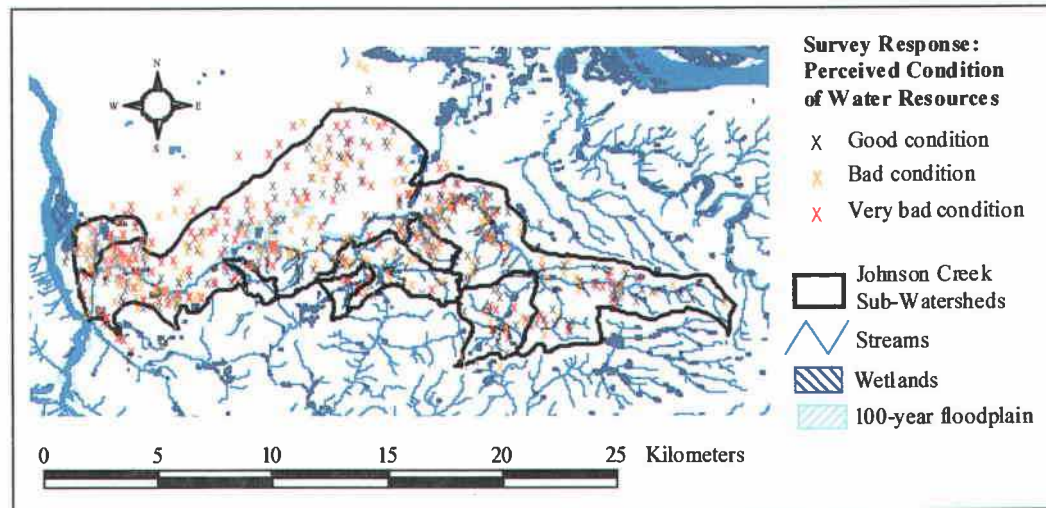 Survey Response:
Perceived Condition
of Water Resources
X Good condition
X Bad condition
X Very bad condition
Johnson Creek
Sub-Watersheds
Streams
Wetlands
100-year floodplain
N
W E
S
0 5 10 15 20 25 Kilometers